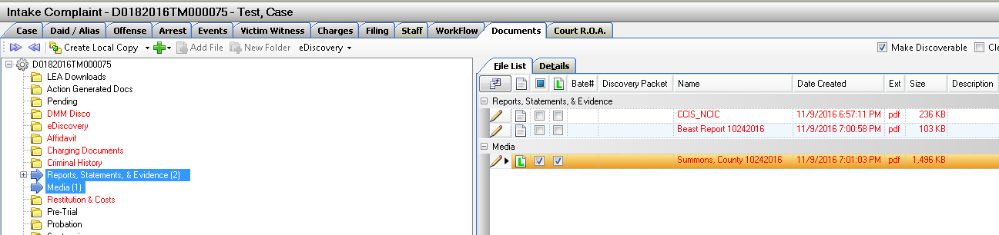 Intake Complaint - D0182016TM000075 - Test, Case
Case Daid / Alias Offense Arrest Events Victim Witness Charges Filing Staff WorkFlow Documents Court R.O.A.
Create Local Copy Add File New Folder eDiscovery Make Discoverable Cle
D0182016TM000075
LEA Downloads
Action Generated Docs
Pending
DMM Disco
eDiscovery
Affidavit
Charging Documents
Criminal History
Reports, Statements, & Evidence (2)
Media (1)
Restitution & Costs
Pre-Trial
Probation
File List Details
Bate# Discovery Packet Name Date Created Ext Size Description
Reports, Statements, & Evidence
CCIS_NCIC 11/9/2016 6:57:11 PM pdf 236 KB
Beast Report 10242016 11/9/2016 7:00:58 PM pdf 103 KB
Media
L Summons, County 10242016 11/9/2016 7:01:03 PM pdf 1,496 KB